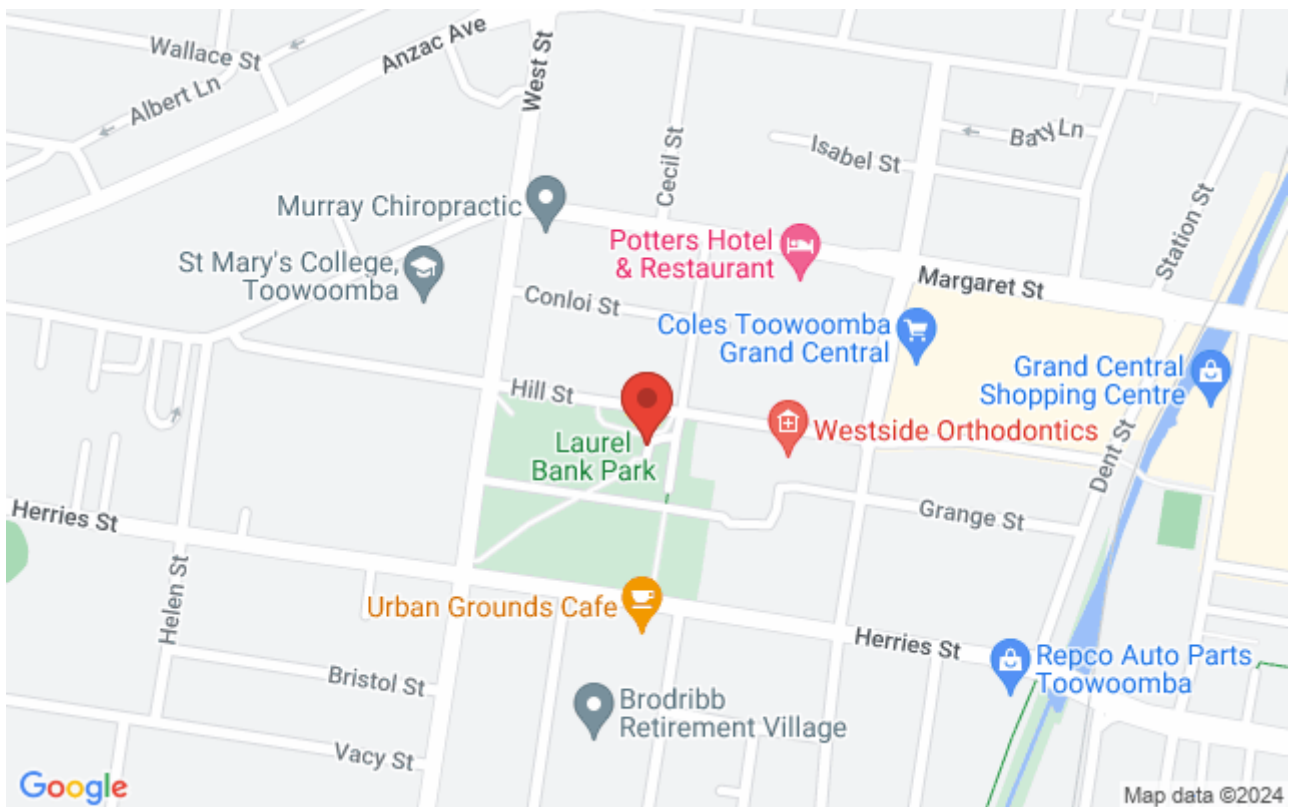 Wallace St
Anzac Ave
Albert Ln
West St
Cecil St
Isabel St
Baty Ln
Station St
Murray Chiropractic
St Mary's College,
Toowoomba
Potters Hotel
& Restaurant
Margaret St
Conloi St
Coles Toowoomba
Grand Central
Grand Central
Shopping Centre
Hill St
Laurel
Bank Park
Westside Orthodontics
Dent St
Herries St
Grange St
Helen St
Urban Grounds Cafe
Herries St
Repco Auto Parts
Toowoomba
Bristol St
Brodribb
Retirement Village
Vacy St
Google
Map data ©2024